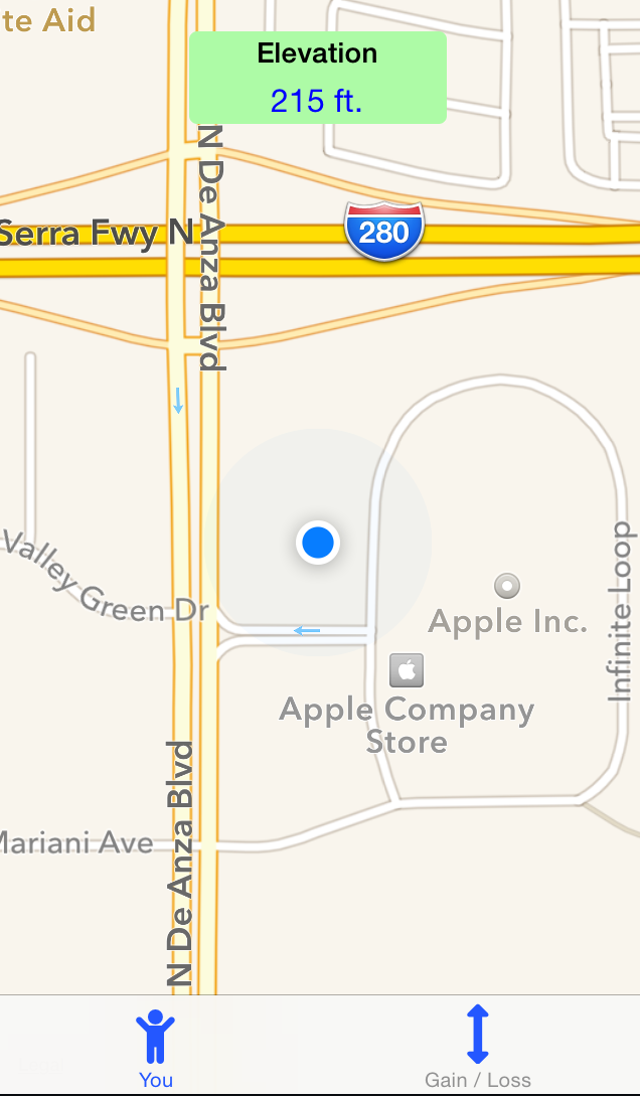 te Aid
Elevation
215 ft.
N De Anza Blvd
Serra Fwy N
280
Valley Green Dr
Apple Inc.
Infinite Loop
Apple Company
Store
N De Anza Blvd
Mariani Ave
You
Gain / Loss